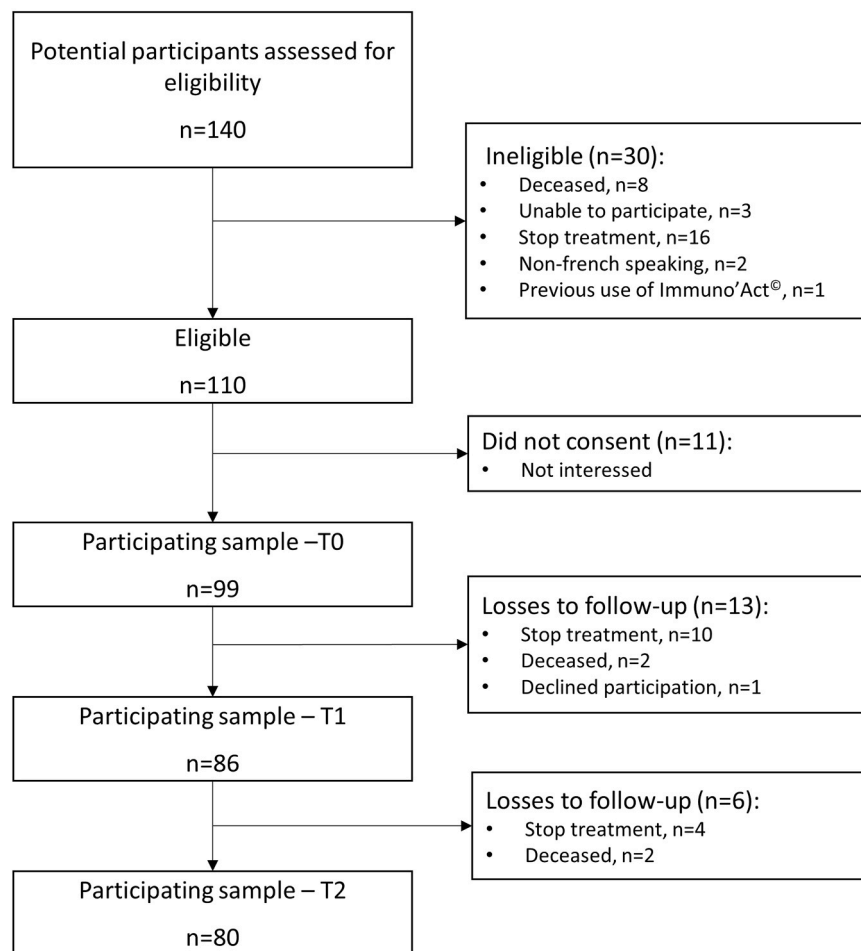 Potential participants assessed for
eligibility
n=140
Ineligible (n=30):
• Deceased, n=8
• Unable to participate, n=3
• Stop treatment, n=16
• Non-french speaking, n=2
• Previous use of Immuno’Act©, n=1
Eligible
n=110
Did not consent (n=11):
• Not interessed
Participating sample –T0
n=99
Losses to follow-up (n=13):
• Stop treatment, n=10
• Deceased, n=2
• Declined participation, n=1
Participating sample – T1
n=86
Losses to follow-up (n=6):
• Stop treatment, n=4
• Deceased, n=2
Participating sample – T2
n=80